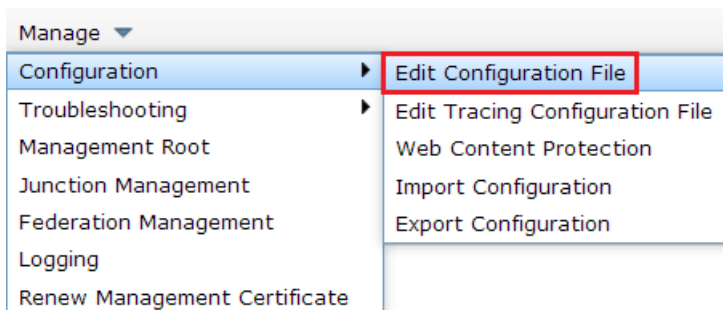 Manage
Configuration
Troubleshooting
Management Root
Junction Management
Federation Management
Logging
Renew Management Certificate
Edit Configuration File
Edit Tracing Configuration File
Web Content Protection
Import Configuration
Export Configuration